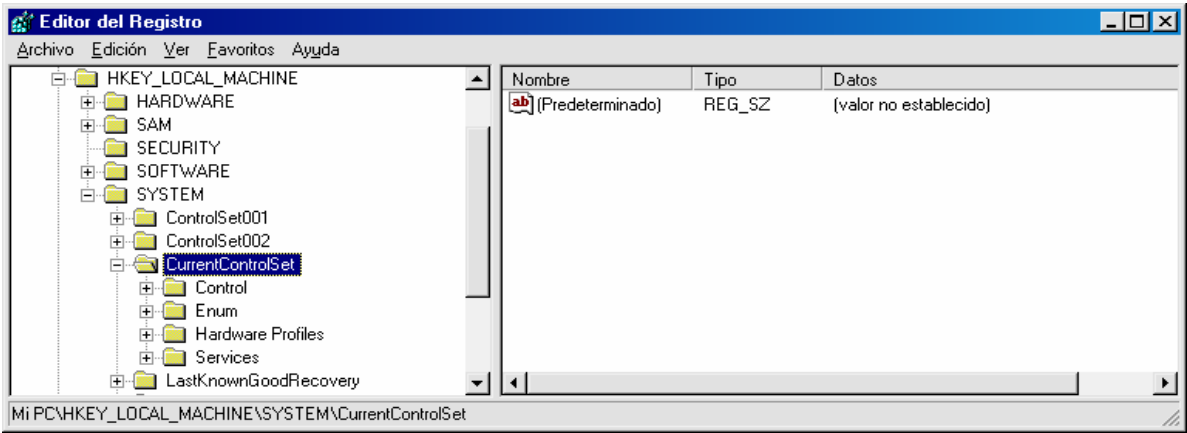 Editor del Registro
Archivo Edición Ver Favoritos Ayuda
HKEY_LOCAL_MACHINE
HARDWARE
SAM
SECURITY
SOFTWARE
SYSTEM
ControlSet001
ControlSet002
CurrentControlSet
Control
Enum
Hardware Profiles
Services
LastKnownGoodRecovery
Nombre Tipo Datos
ab (Predeterminado) REG_SZ (valor no establecido)
Mi PC\HKEY_LOCAL_MACHINE\SYSTEM\CurrentControlSet